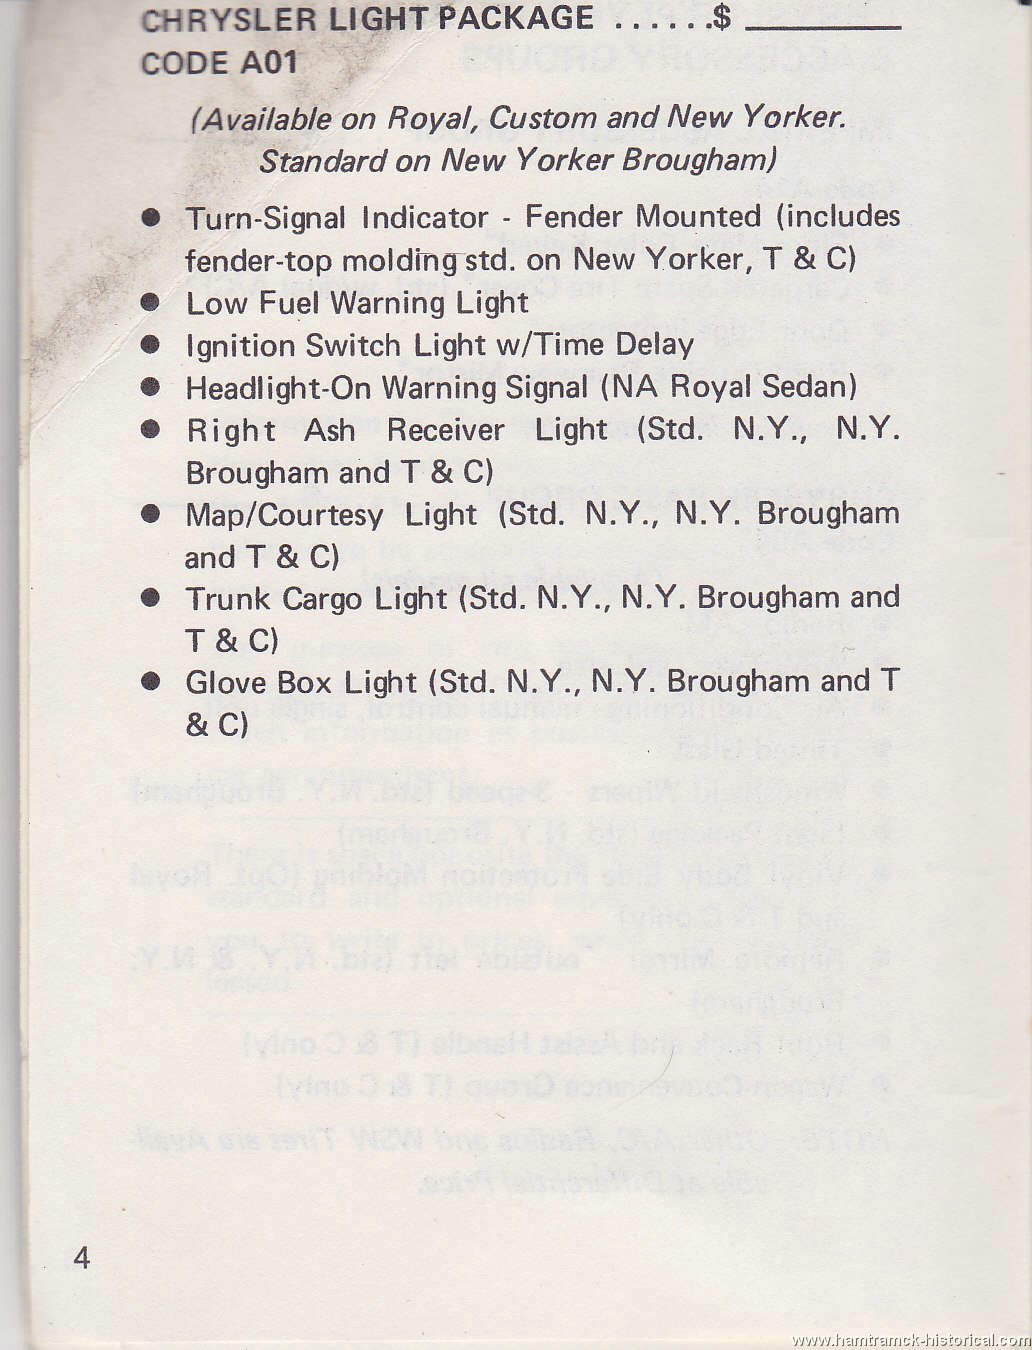 CHRYSLER LIGHT PACKAGE ......$ ________
CODE A01
(Available on Royal, Custom and New Yorker.
Standard on New Yorker Brougham)
● Turn-Signal Indicator - Fender Mounted (includes
fender-top molding std. on New Yorker, T & C)
● Low Fuel Warning Light
● Ignition Switch Light w/Time Delay
● Headlight-On Warning Signal (NA Royal Sedan)
● Right Ash Receiver Light (Std. N.Y., N.Y.
Brougham and T & C)
● Map/Courtesy Light (Std. N.Y., N.Y. Brougham
and T & C)
● Trunk Cargo Light (Std. N.Y., N.Y. Brougham and
T & C)
● Glove Box Light (Std. N.Y., N.Y. Brougham and T
& C)
4
www.hamtramck-historical.com